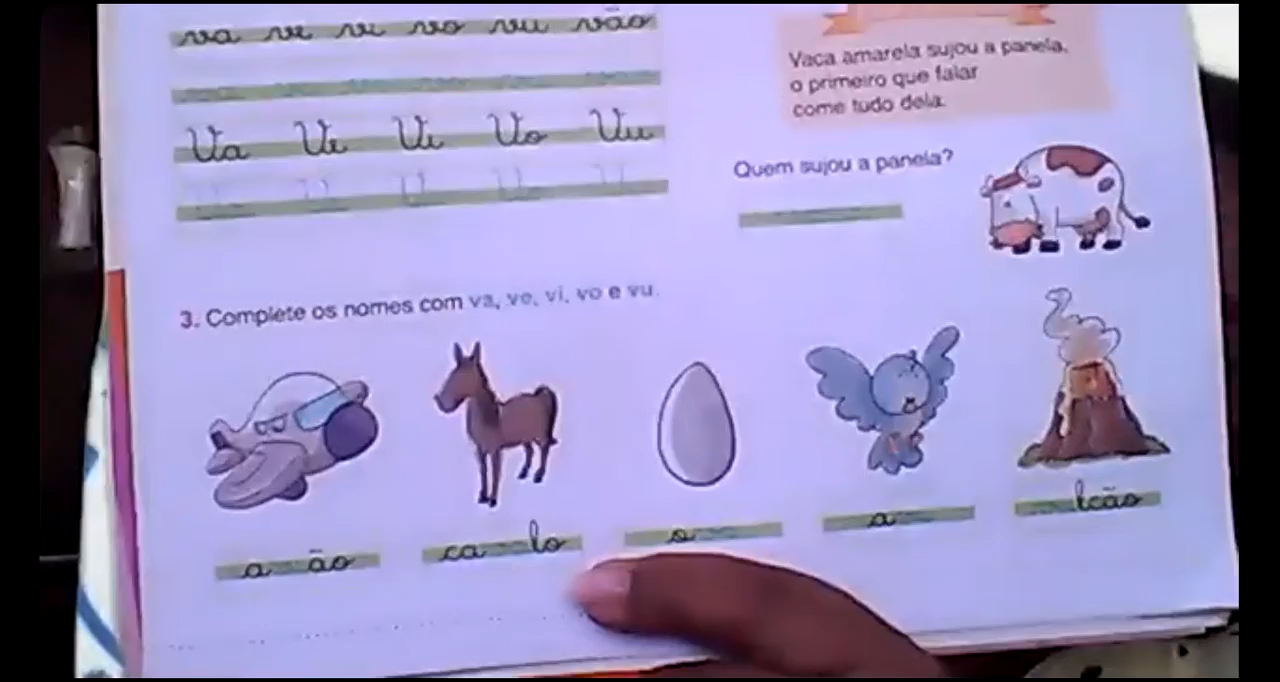 va ve vi vo vu vão
Va Ve Vi Vo Vu
Vaca amarela sujou a panela,
o primeiro que falar
come tudo dela.
Quem sujou a panela?
3. Complete os nomes com va, ve, vi, vo e vu.
a ão
ca lo
o
a
lcão